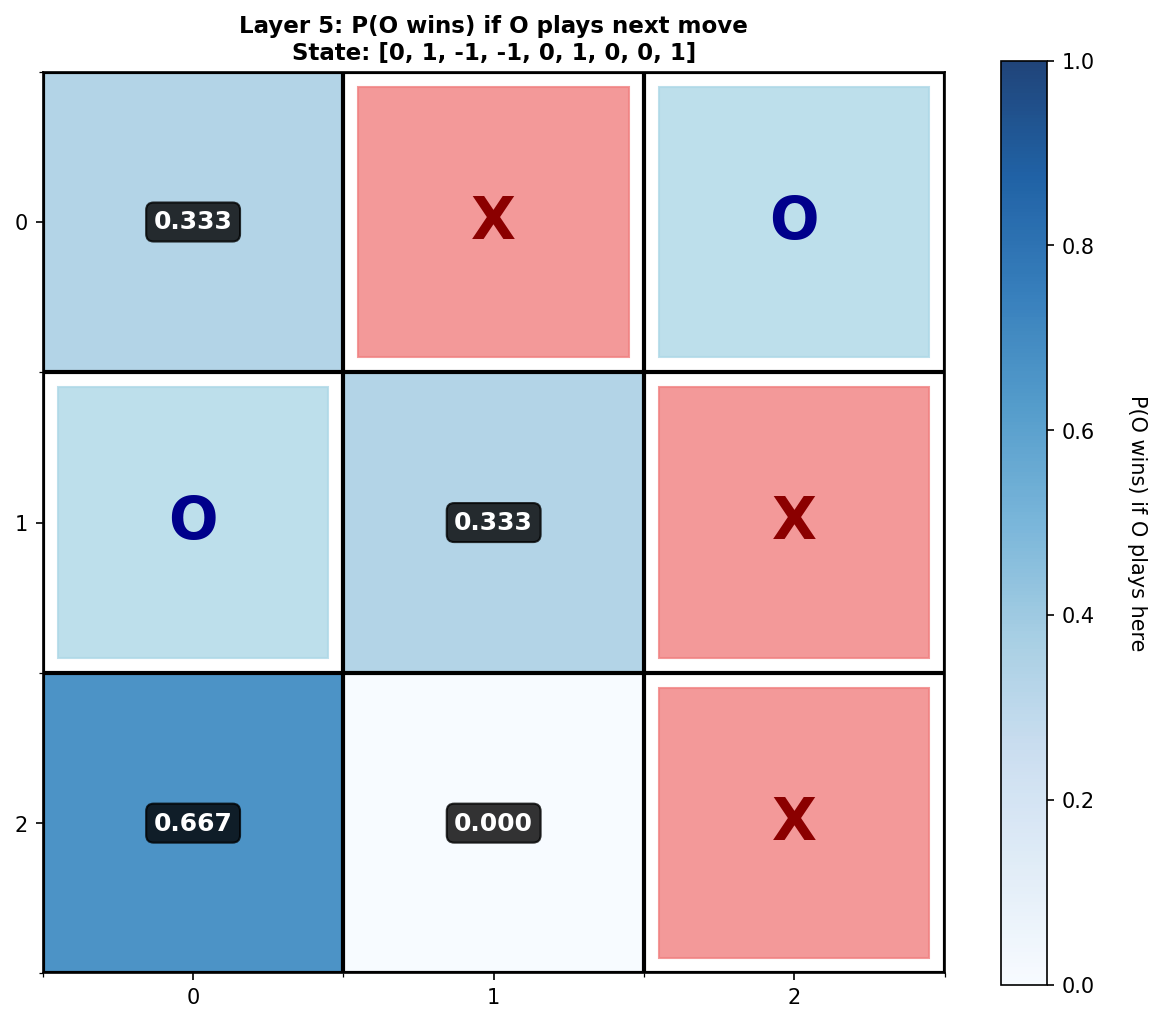 Layer 5: P(O wins) if O plays next move
State: [0, 1, -1, -1, 0, 1, 0, 0, 1]
0.333
X
O
O
0.333
X
0.667
0.000
X
0
1
2
0
1
2
1.0
0.8
0.6
0.4
0.2
0.0
P(O wins) if O plays here